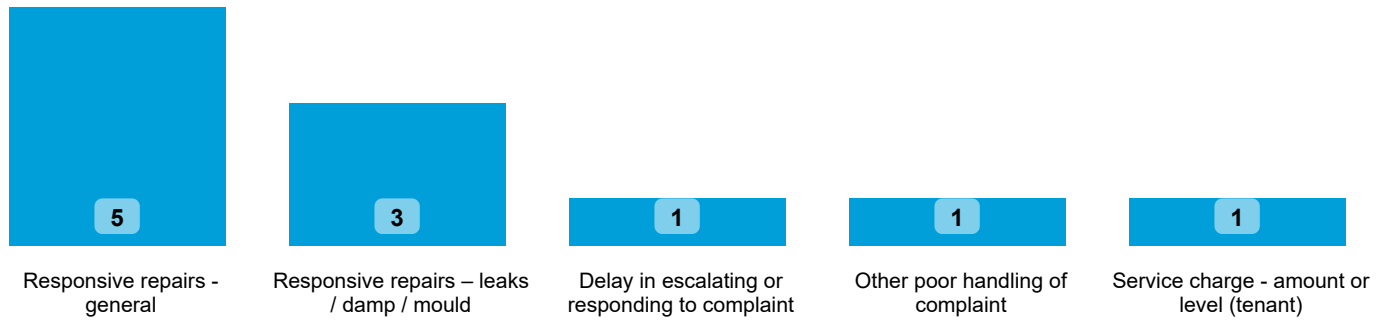 5
3
1
1
1
Responsive repairs -
general
Responsive repairs – leaks
/ damp / mould
Delay in escalating or
responding to complaint
Other poor handling of
complaint
Service charge - amount or
level (tenant)